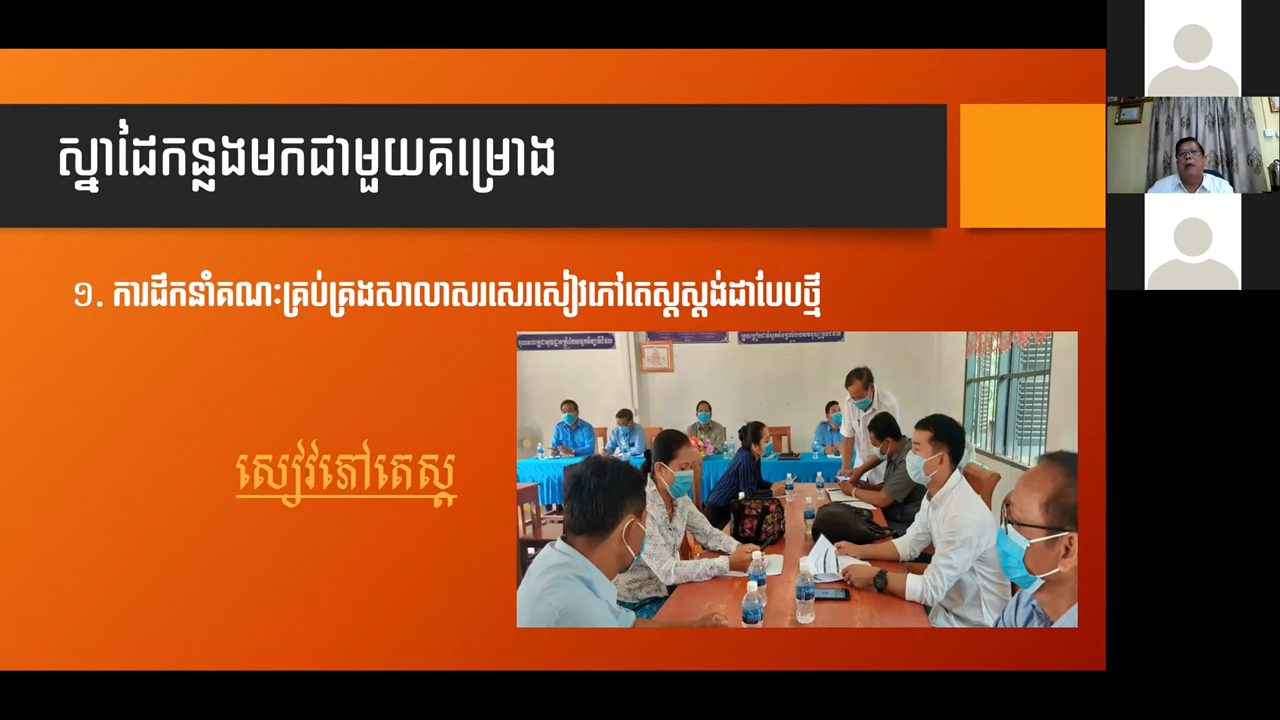 ស្នាដៃកន្លងមកជាមួយគម្រោង
១. ការដឹកនាំគណៈគ្រប់គ្រងសាលាសរសេរសៀវភៅតេស្តស្តង់ដាបែបថ្មី
សៀវភៅតេស្ត